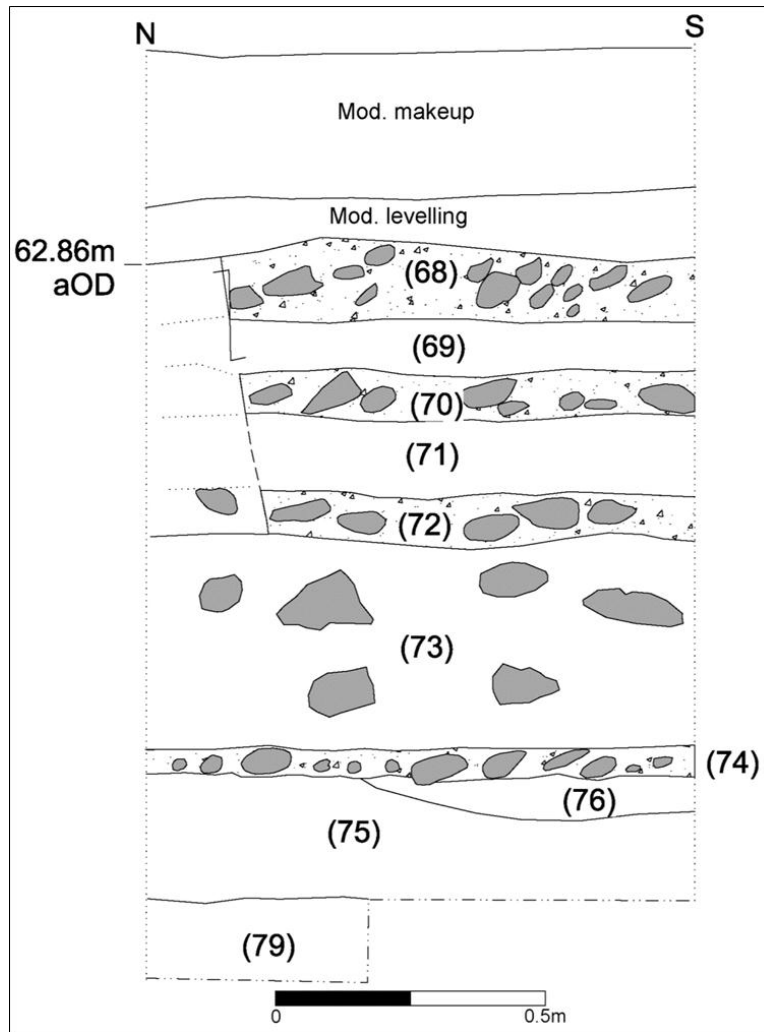 N S
Mod. makeup
Mod. levelling
62.86m
aOD
(68)
(69)
(70)
(71)
(72)
(73)
(74)
(76)
(75)
(79)
0 0.5m